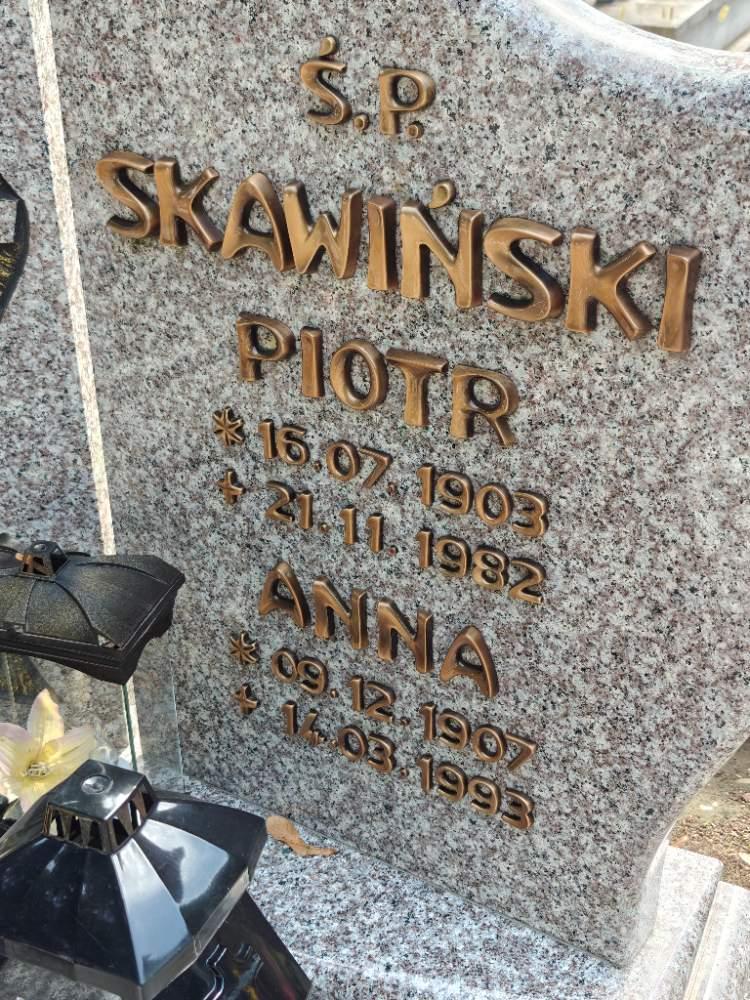 Ś.P.
SKAWIŃSKI
PIOTR
* 16.07.1903
+ 21.11.1982
ANNA
* 09.12.1907
+ 14.03.1993